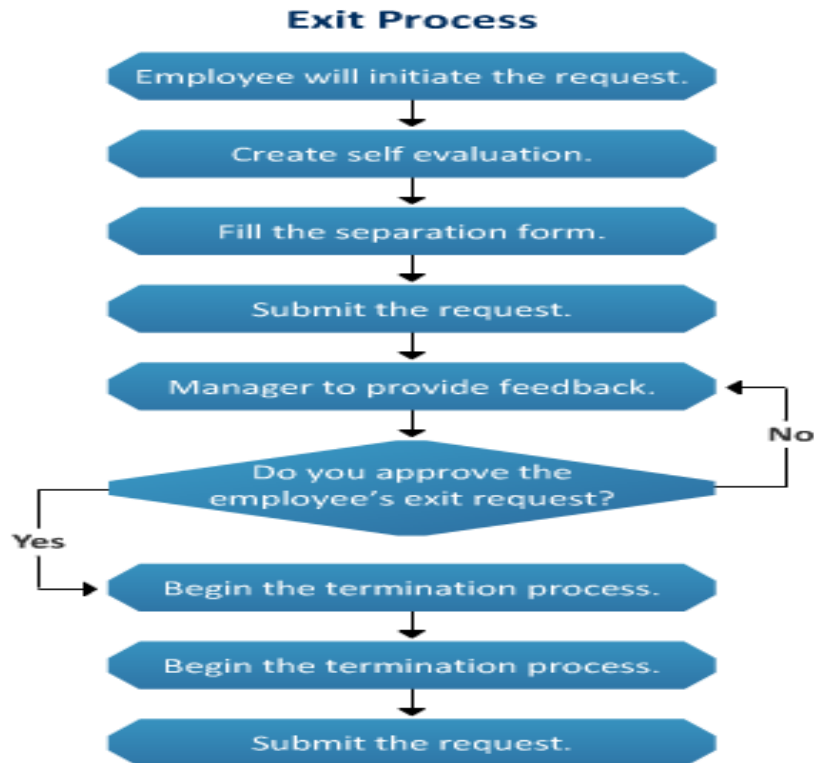 Exit Process
Employee will initiate the request.
Create self evaluation.
Fill the separation form.
Submit the request.
Manager to provide feedback.
No
Do you approve the
employee’s exit request?
Yes
Begin the termination process.
Begin the termination process.
Submit the request.